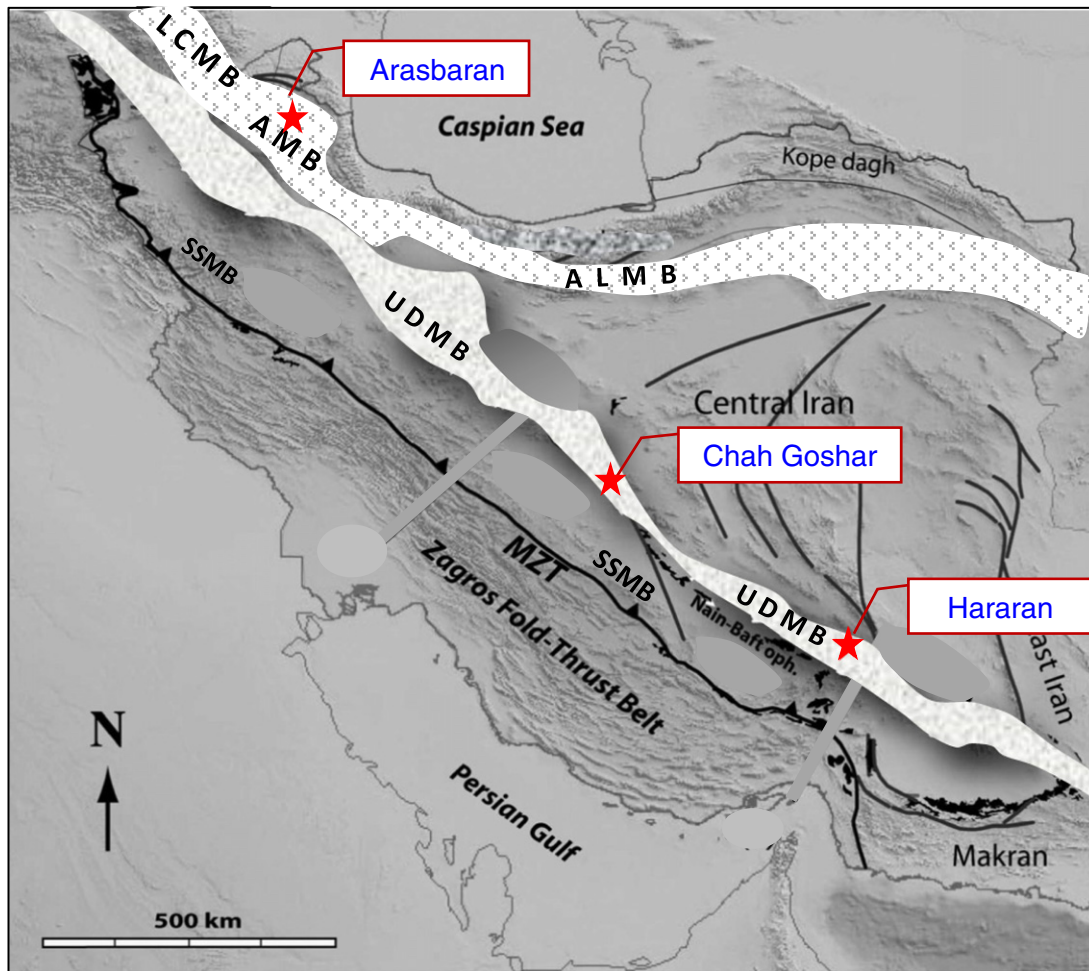 LCMB
Arasbaran
Caspian Sea
AMB
Kope dagh
SSMB
ALMB
UDMB
Central Iran
Chah Goshar
MZT
SSMB
UDMB
Hararan
Nain-Baft oph.
Zagros Fold-Thrust Belt
ast Iran
N
Persian Gulf
Makran
500 km